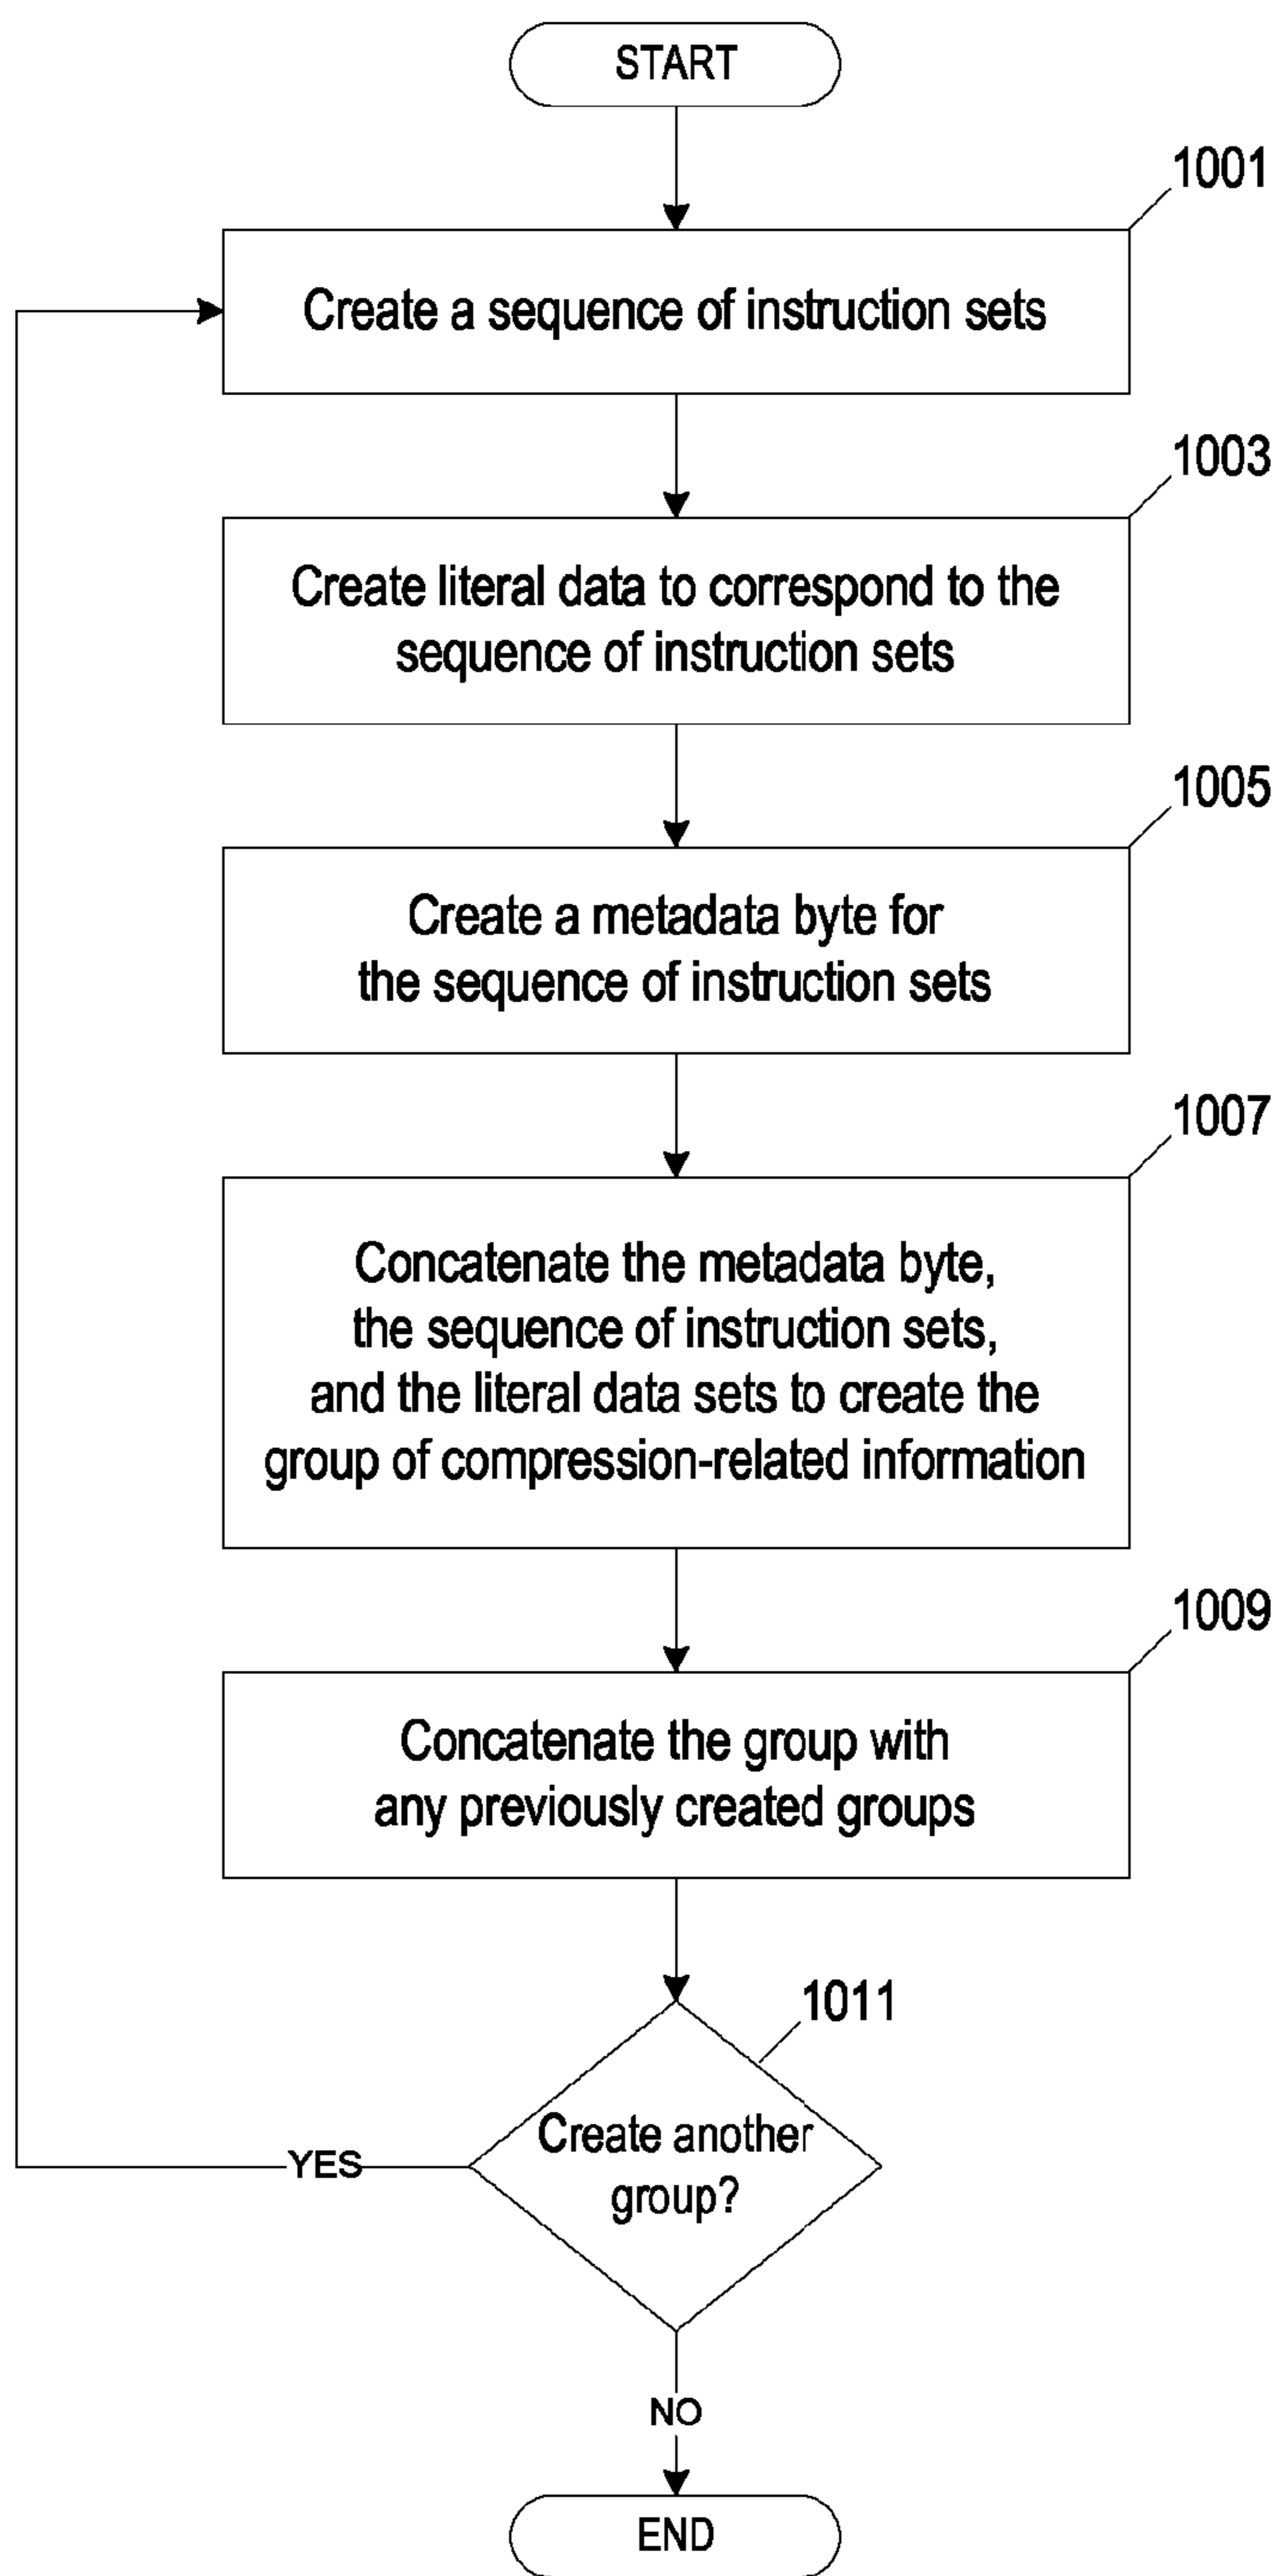 START
1001
Create a sequence of instruction sets
1003
Create literal data to correspond to the
sequence of instruction sets
1005
Create a metadata byte for
the sequence of instruction sets
1007
Concatenate the metadata byte,
the sequence of instruction sets,
and the literal data sets to create the
group of compression-related information
1009
Concatenate the group with
any previously created groups
1011
Create another
group?
YES
NO
END